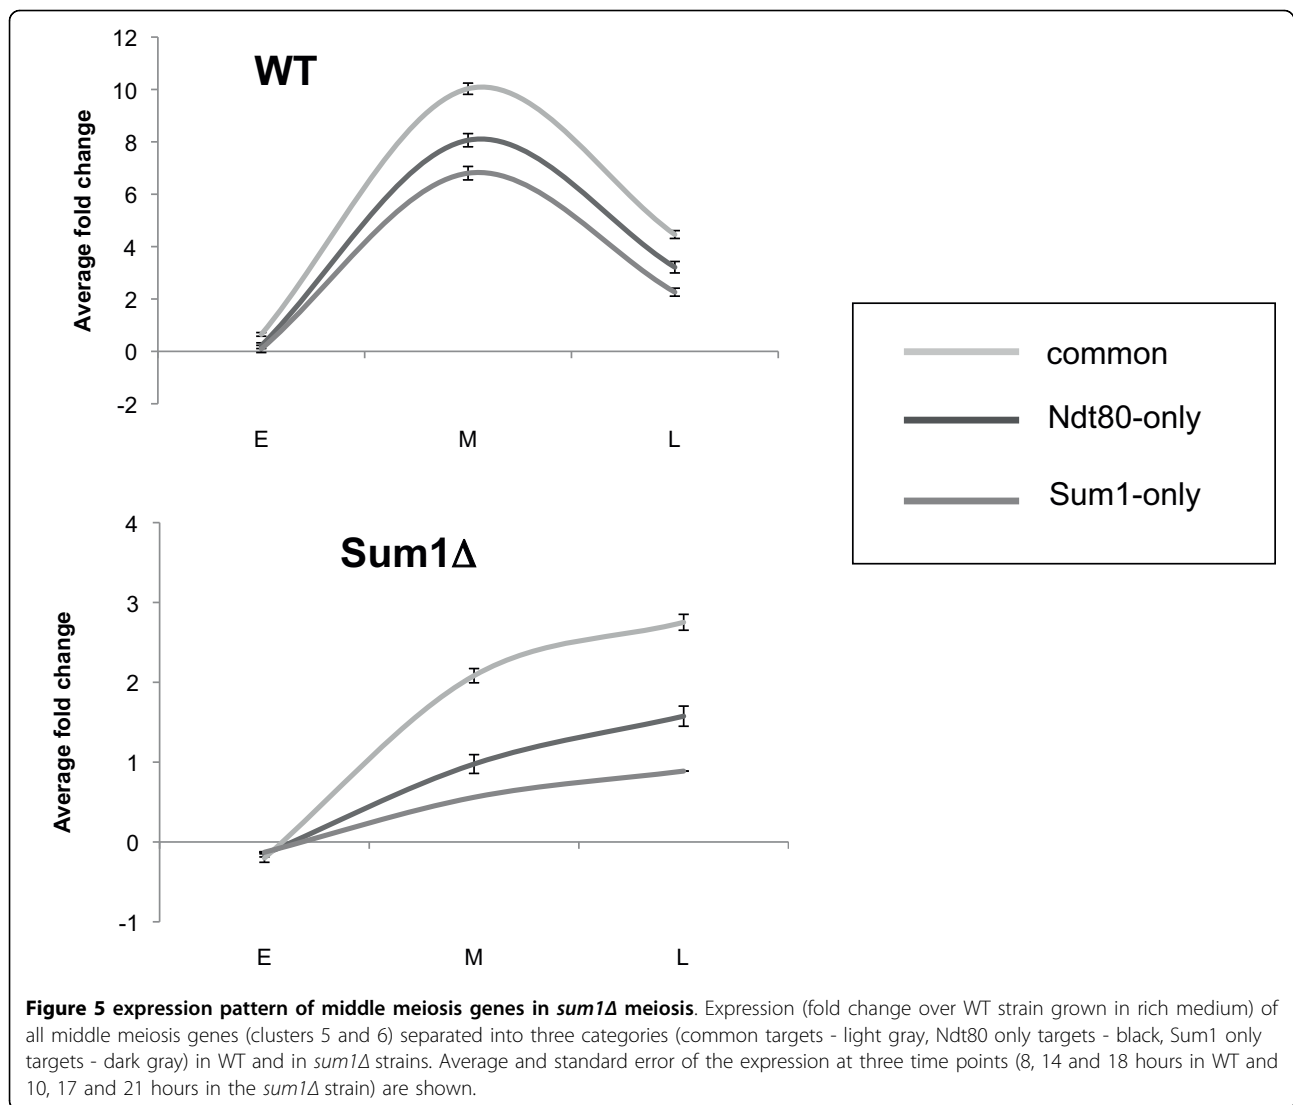 WT
12
10
8
6
4
2
0
-2
Average fold change
E M L
common
Ndt80-only
Sum1-only
Sum1Δ
4
3
2
1
0
-1
Average fold change
E M L
Figure 5 expression pattern of middle meiosis genes in sum1Δ meiosis. Expression (fold change over WT strain grown in rich medium) of
all middle meiosis genes (clusters 5 and 6) separated into three categories (common targets - light gray, Ndt80 only targets - black, Sum1 only
targets - dark gray) in WT and in sum1Δ strains. Average and standard error of the expression at three time points (8, 14 and 18 hours in WT and
10, 17 and 21 hours in the sum1Δ strain) are shown.